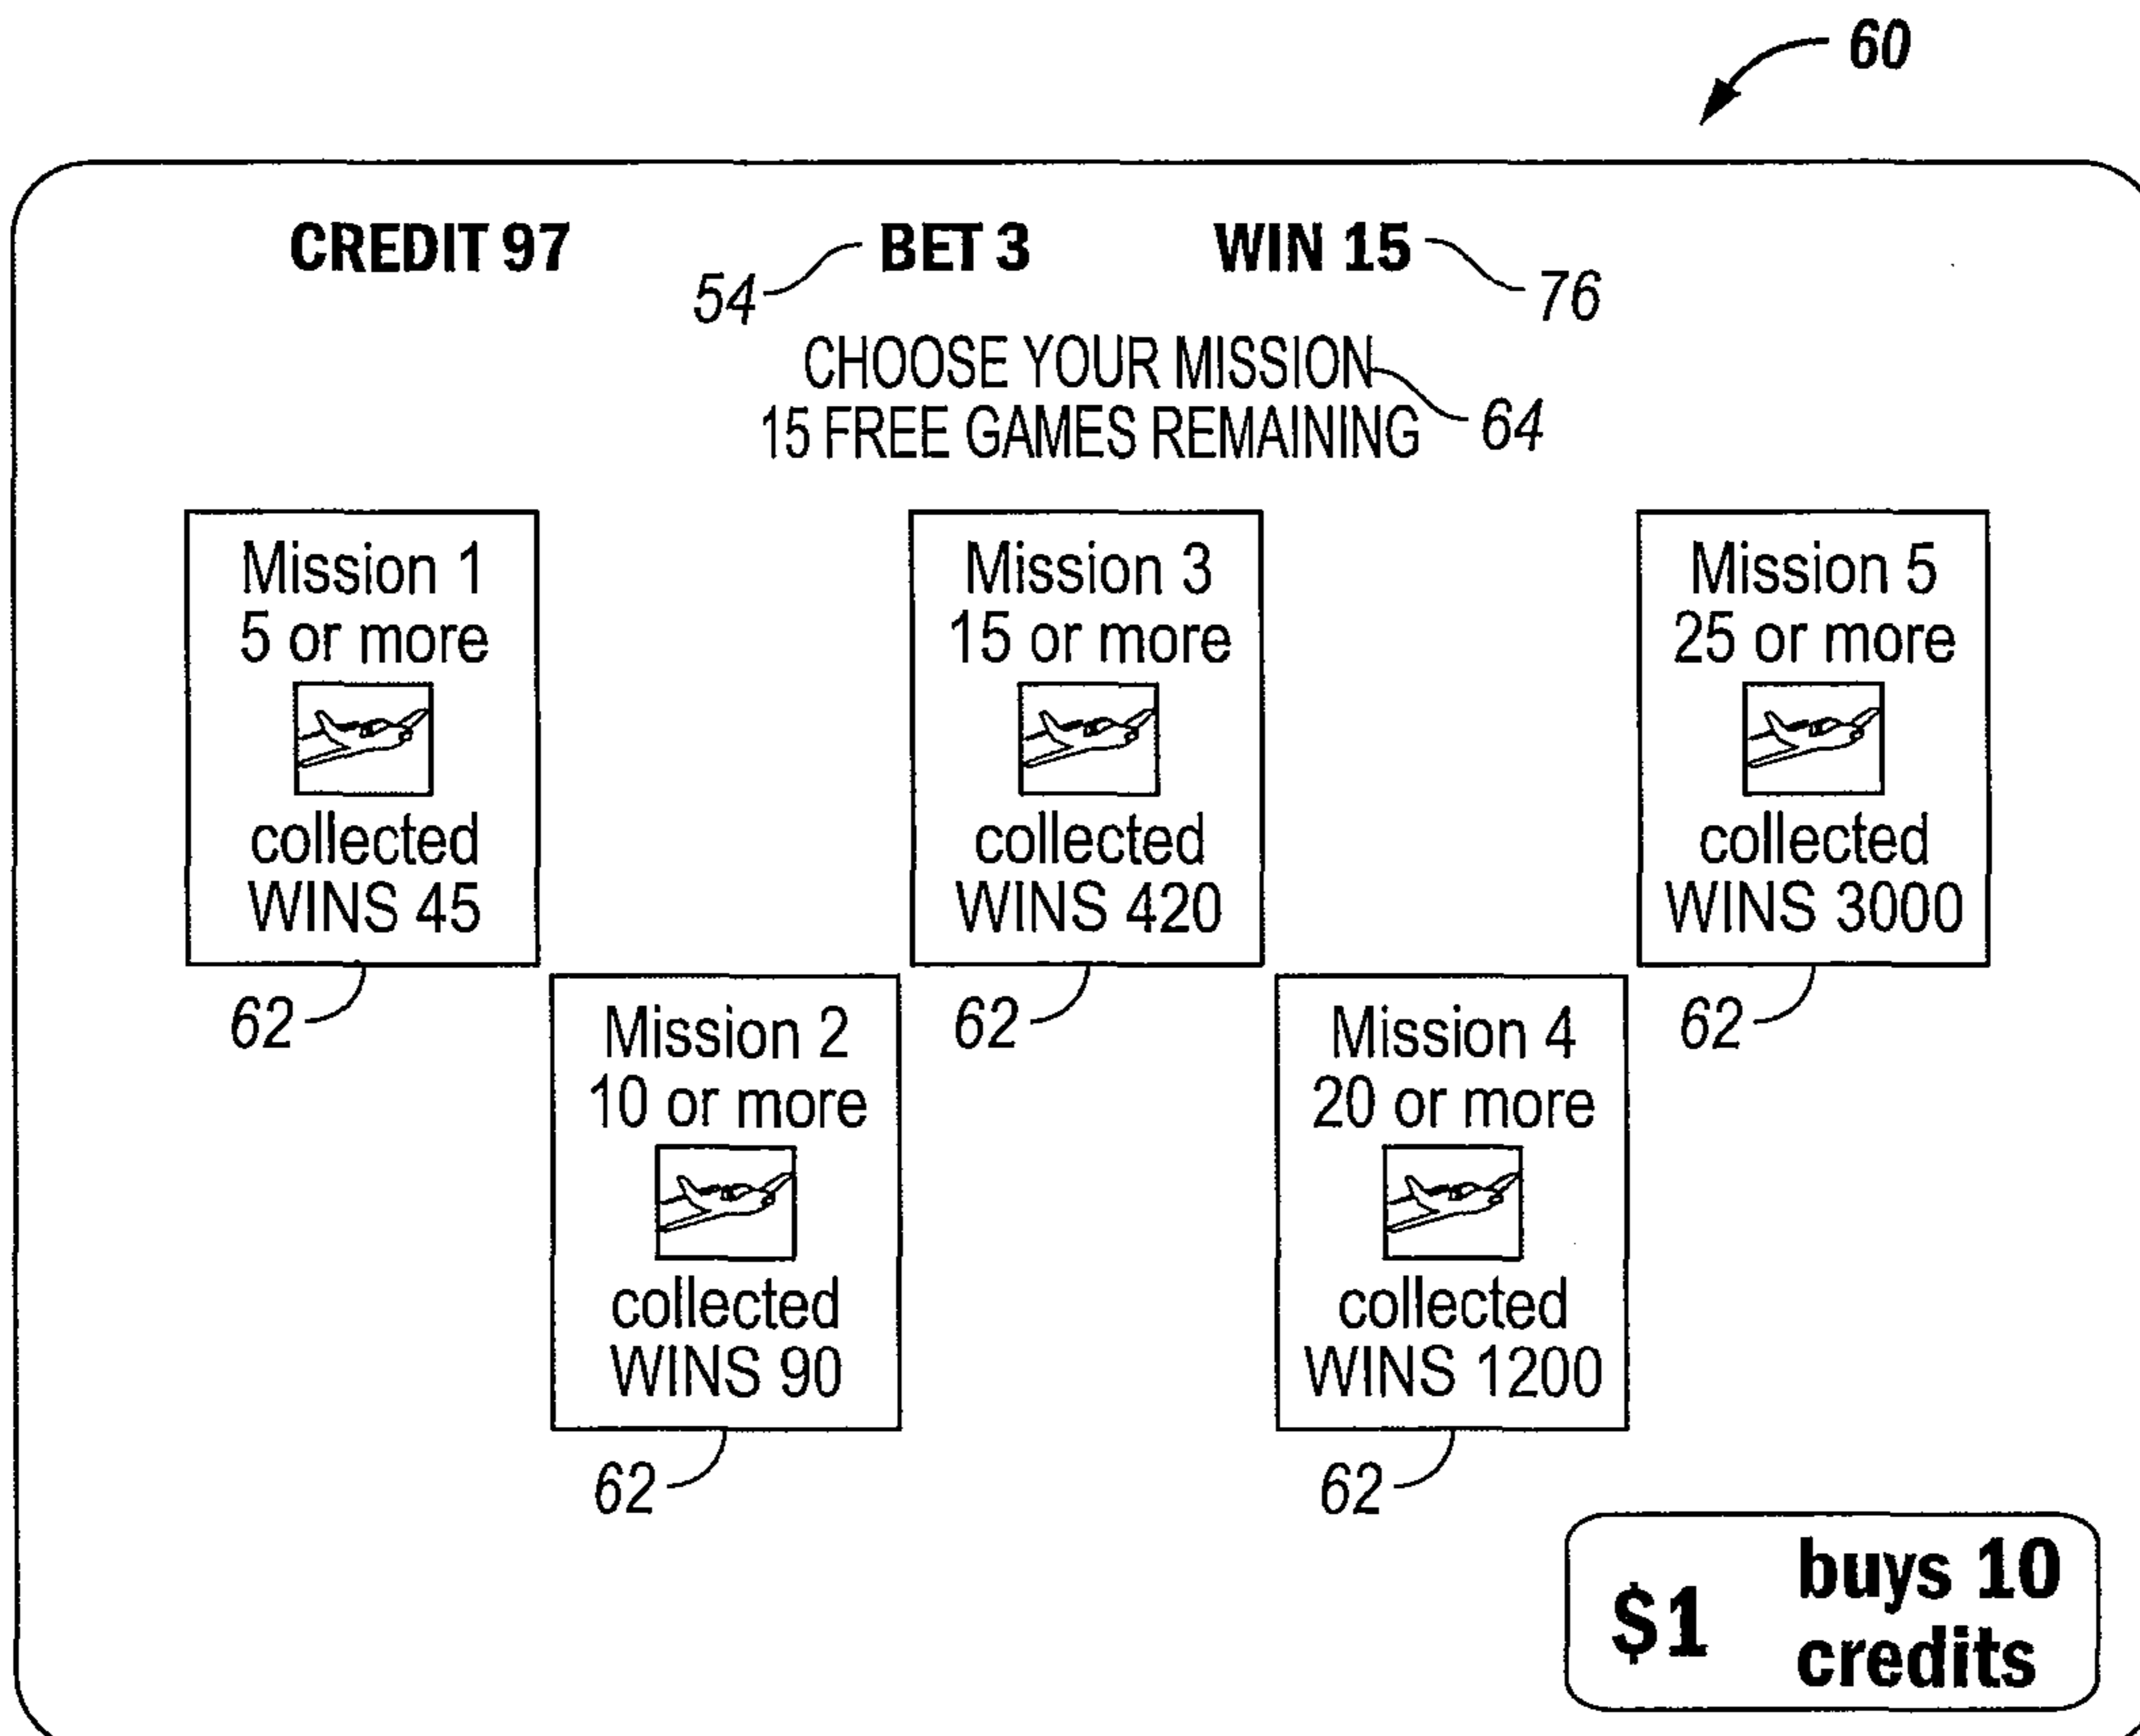 60
CREDIT 97 BET 3 WIN 15
54 76
CHOOSE YOUR MISSION
15 FREE GAMES REMAINING 64
Mission 1
5 or more
collected
WINS 45
62
Mission 2
10 or more
collected
WINS 90
62
Mission 3
15 or more
collected
WINS 420
62
Mission 4
20 or more
collected
WINS 1200
62
Mission 5
25 or more
collected
WINS 3000
62
$1 buys 10
credits